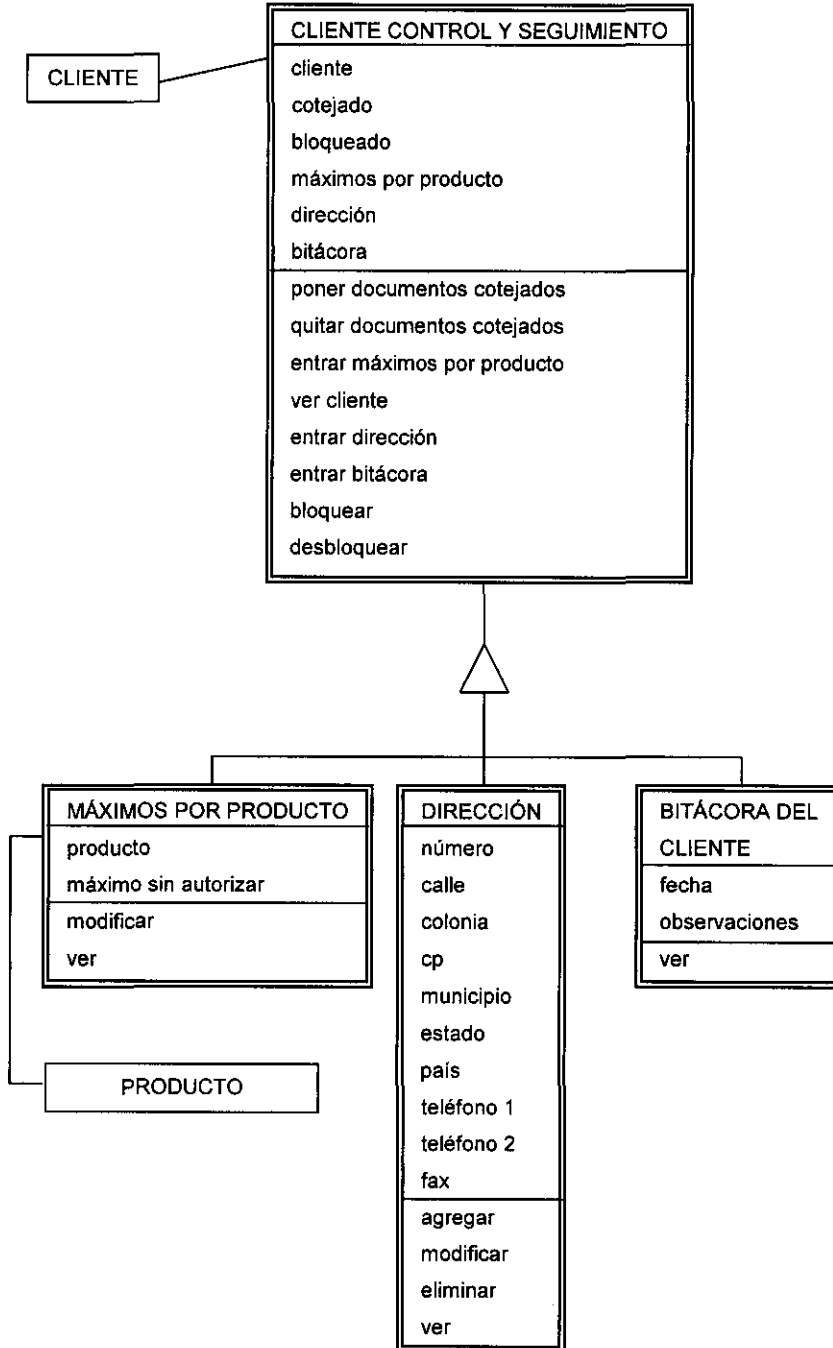 CLIENTE CONTROL Y SEGUIMIENTO
cliente
cotejado
bloqueado
máximos por producto
dirección
bitácora
poner documentos cotejados
quitar documentos cotejados
entrar máximos por producto
ver cliente
entrar dirección
entrar bitácora
bloquear
desbloquear
CLIENTE
MÁXIMOS POR PRODUCTO
producto
máximo sin autorizar
modificar
ver
PRODUCTO
DIRECCIÓN
número
calle
colonia
cp
municipio
estado
país
teléfono 1
teléfono 2
fax
agregar
modificar
eliminar
ver
BITÁCORA DEL
CLIENTE
fecha
observaciones
ver